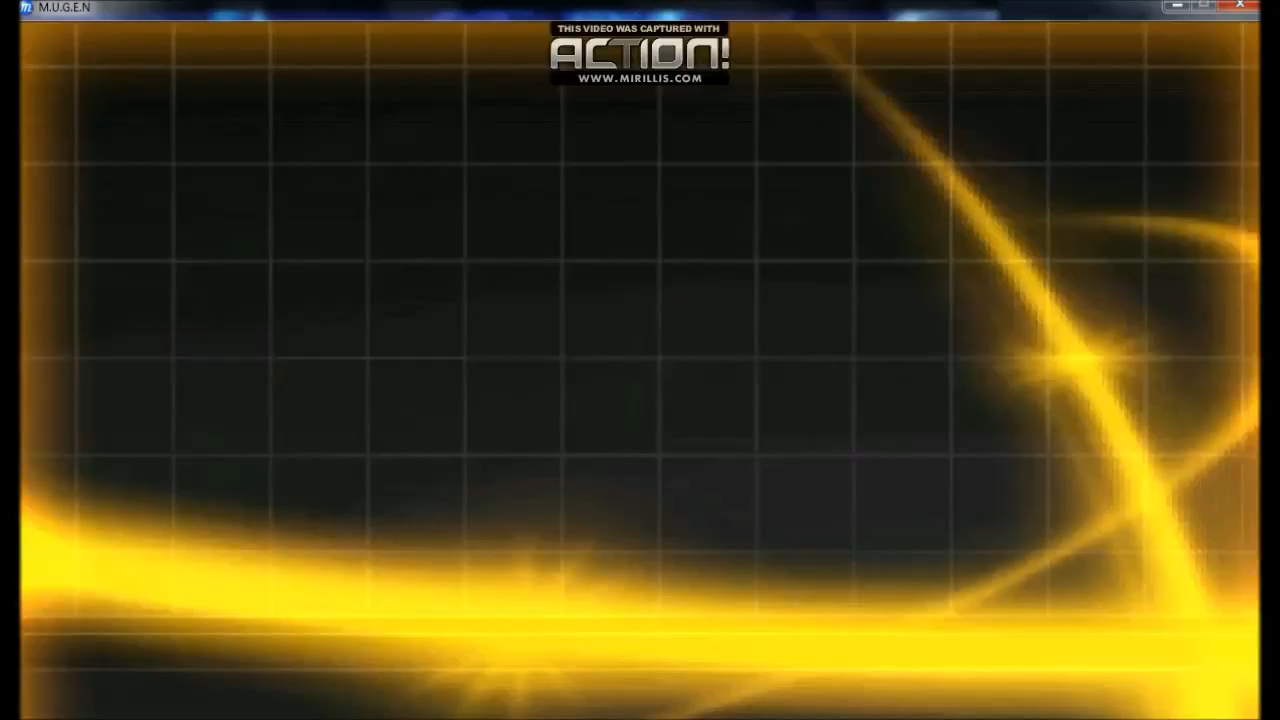 M.U.G.E.N
THIS VIDEO WAS CAPTURED WITH
ACTION!
WWW.MIRILLIS.COM